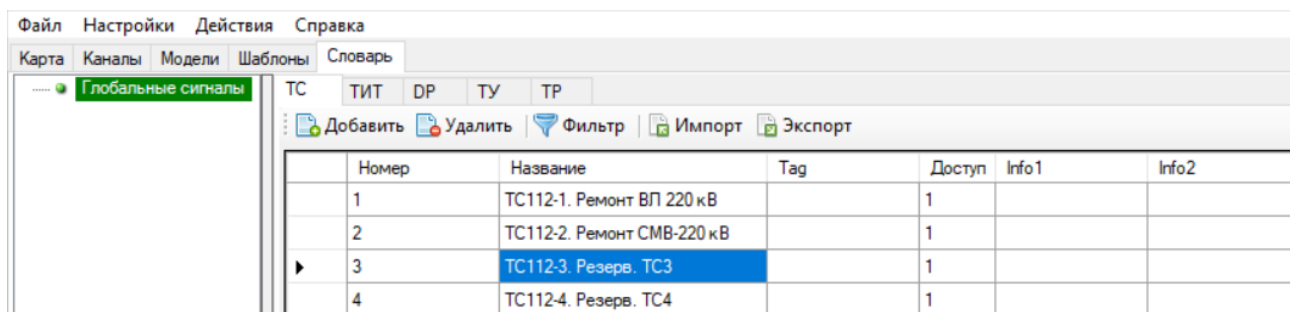 Файл Настройки Действия Справка
Карта Каналы Модели Шаблоны Словарь
Глобальные сигналы ТС ТИТ DP ТУ ТР
Добавить Удалить Фильтр Импорт Экспорт
Номер Название Tag Доступ Info1 Info2
1 ТС112-1. Ремонт ВЛ 220 кВ 1
2 ТС112-2. Ремонт СМВ-220 кВ 1
3 ТС112-3. Резерв. ТС3 1
4 ТС112-4. Резерв. ТС4 1